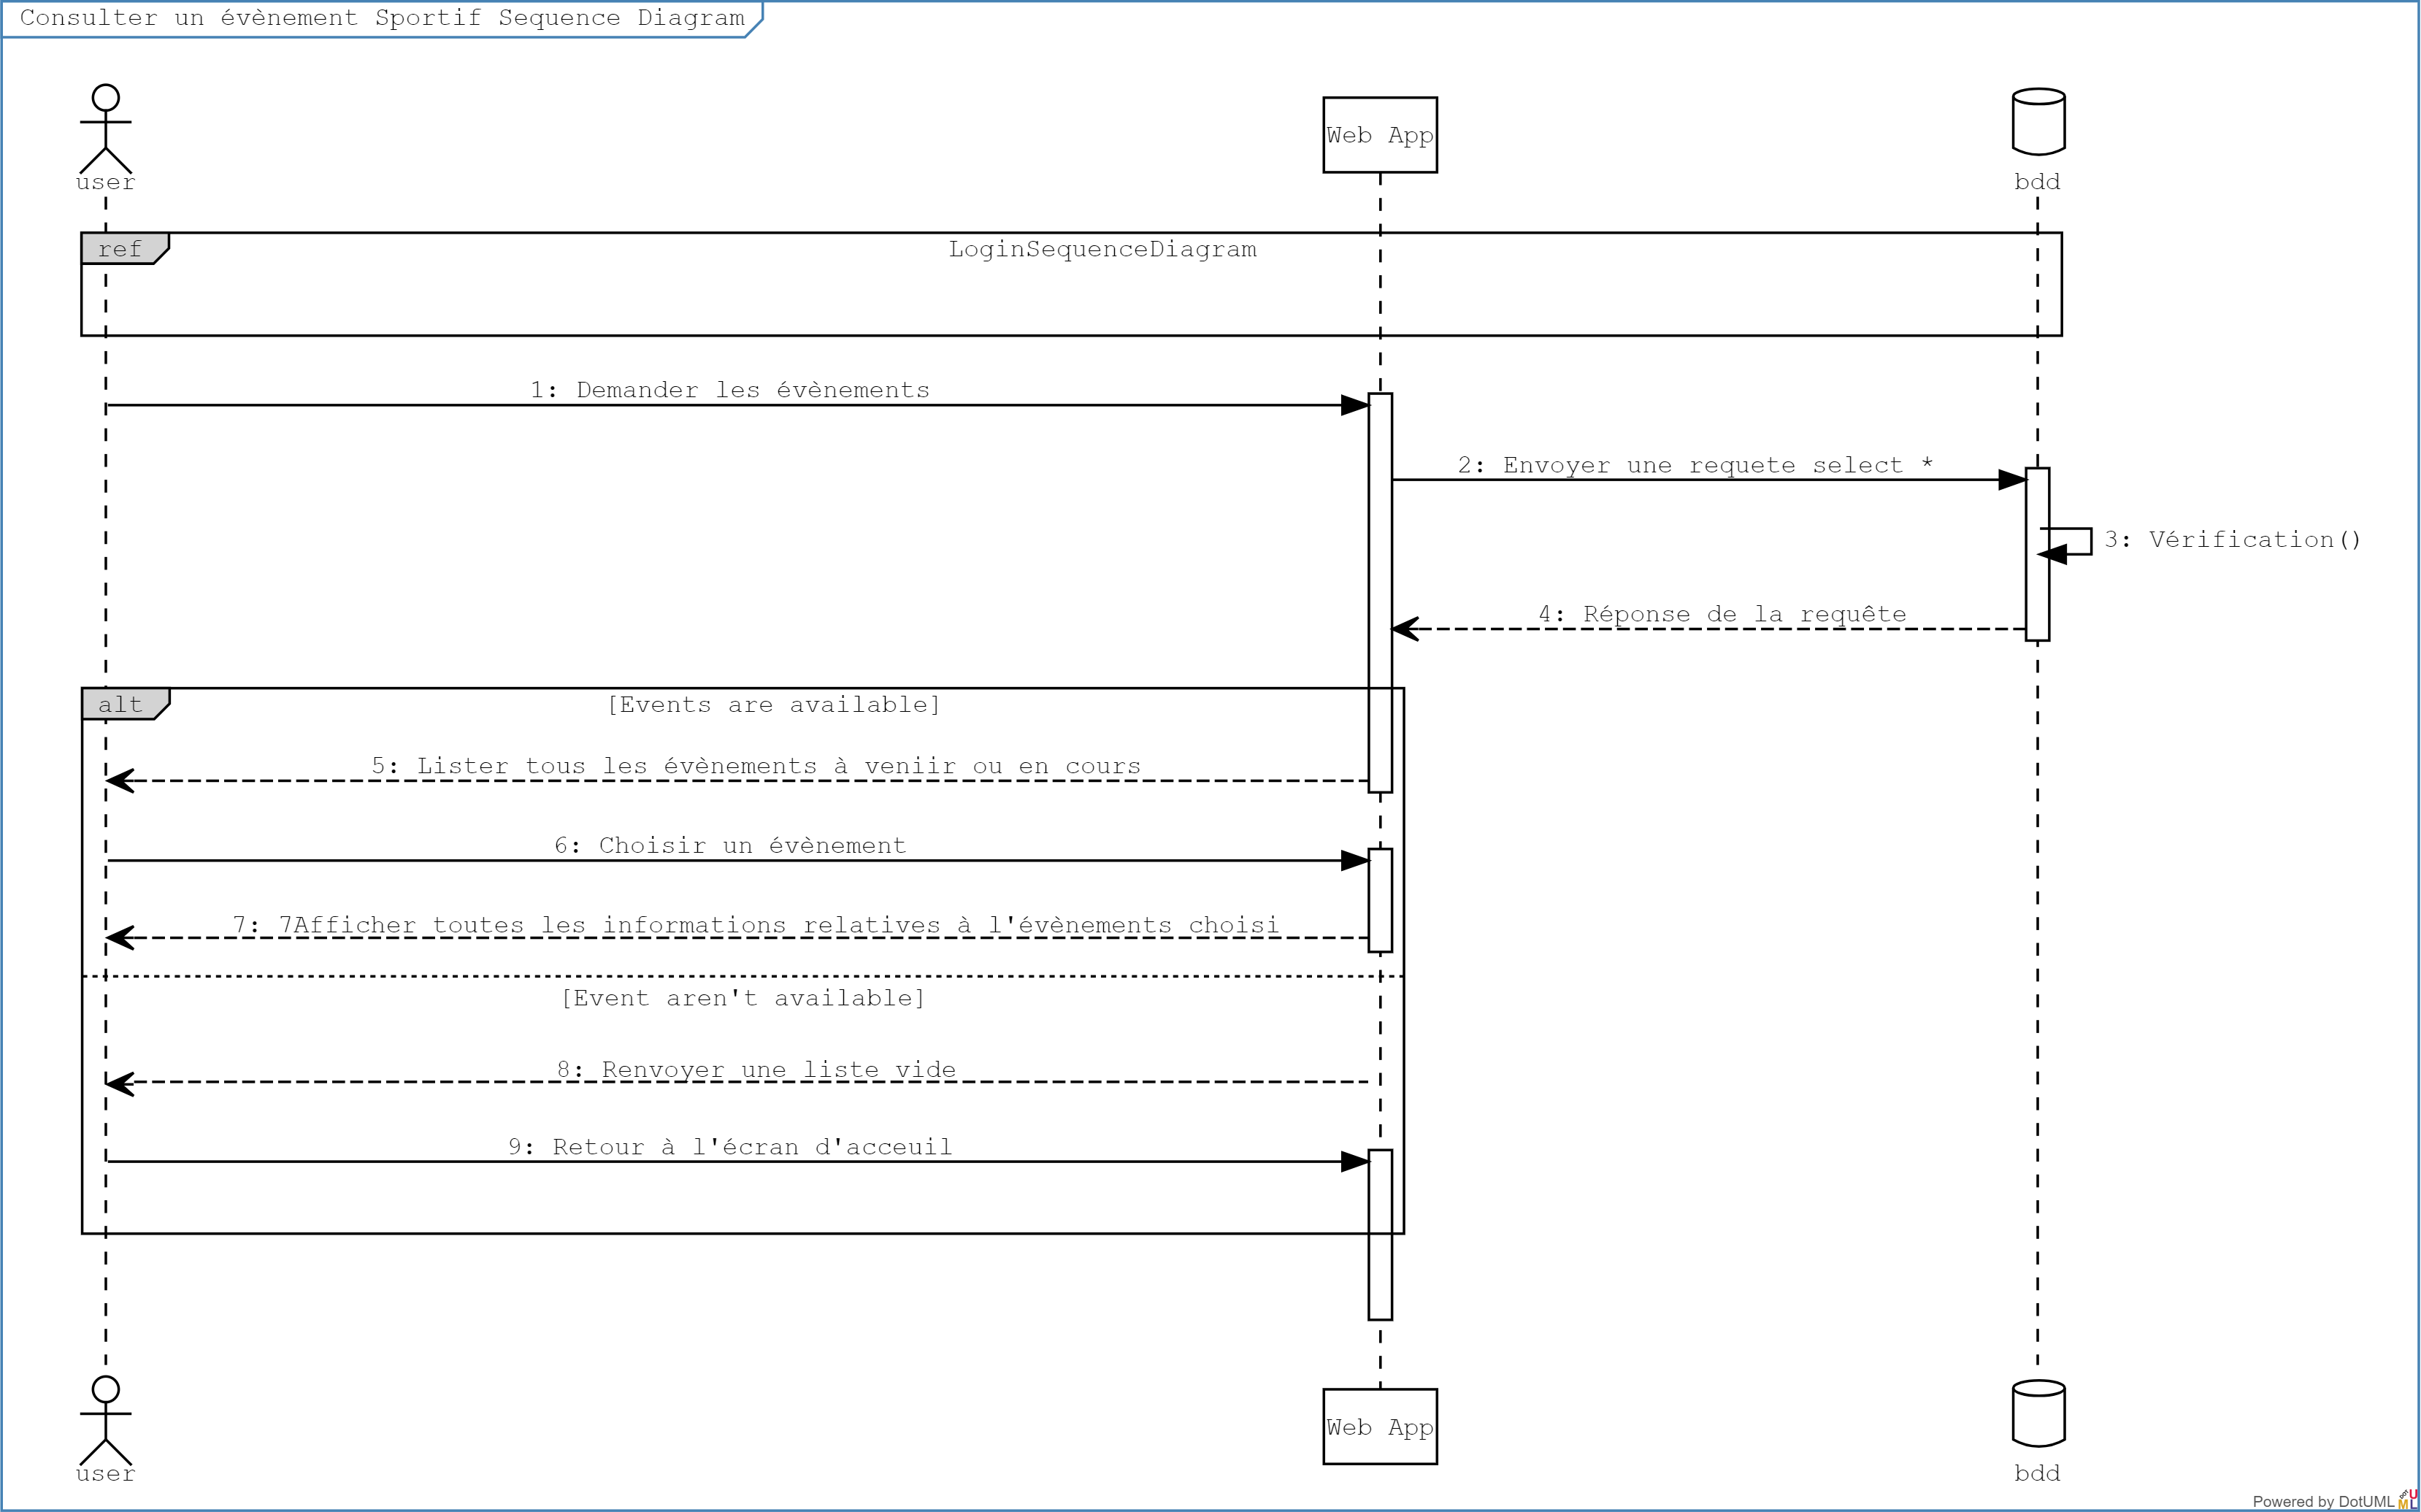 Consulter un évènement Sportif Sequence Diagram
user
Web App
bdd
ref
LoginSequenceDiagram
1: Demander les évènements
2: Envoyer une requete select *
3: Vérification()
4: Réponse de la requête
alt
[Events are available]
5: Lister tous les évènements à veniir ou en cours
6: Choisir un évènement
7: 7Afficher toutes les informations relatives à l'évènements choisi
[Event aren't available]
8: Renvoyer une liste vide
9: Retour à l'écran d'acceuil
user
Web App
bdd
Powered by DotUML
DOT UML